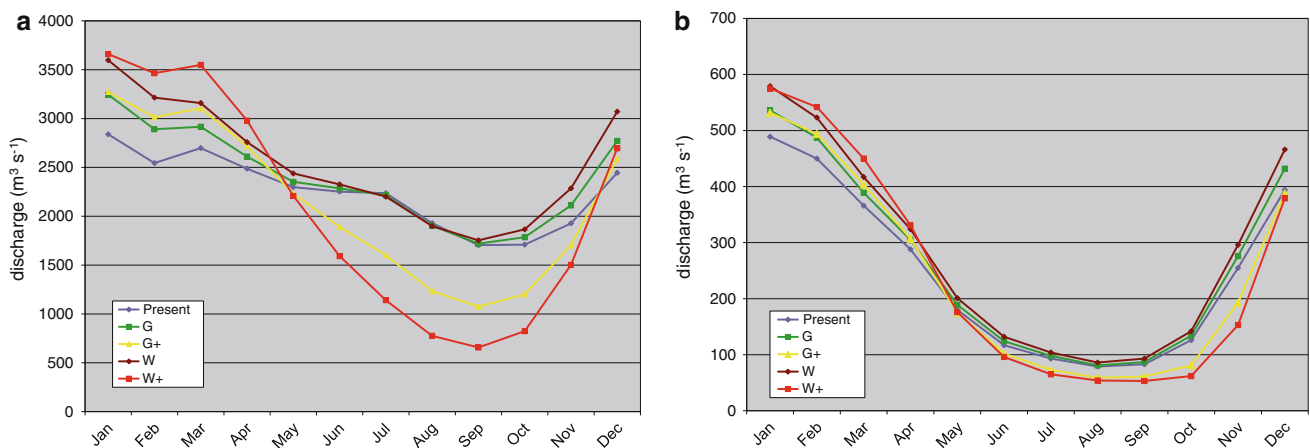 a
4000
3500
3000
2500
2000
1500
1000
500
0
discharge (m³ s⁻¹)
Present
G
G+
W
W+
Jan Feb Mar Apr May Jun Jul Aug Sep Oct Nov Dec
b
700
600
500
400
300
200
100
0
discharge (m³ s⁻¹)
Present
G
G+
W
W+
Jan Feb Mar Apr May Jun Jul Aug Sep Oct Nov Dec